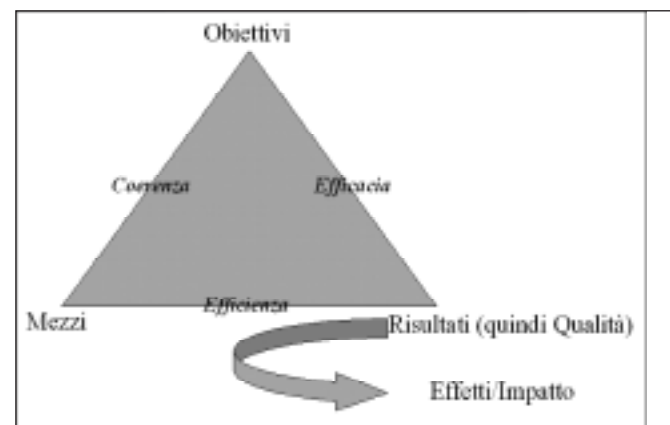 Obiettivi
Coerenza
Efficacia
Efficienza
Mezzi
Risultati (quindi Qualità)
Effetti/Impatto